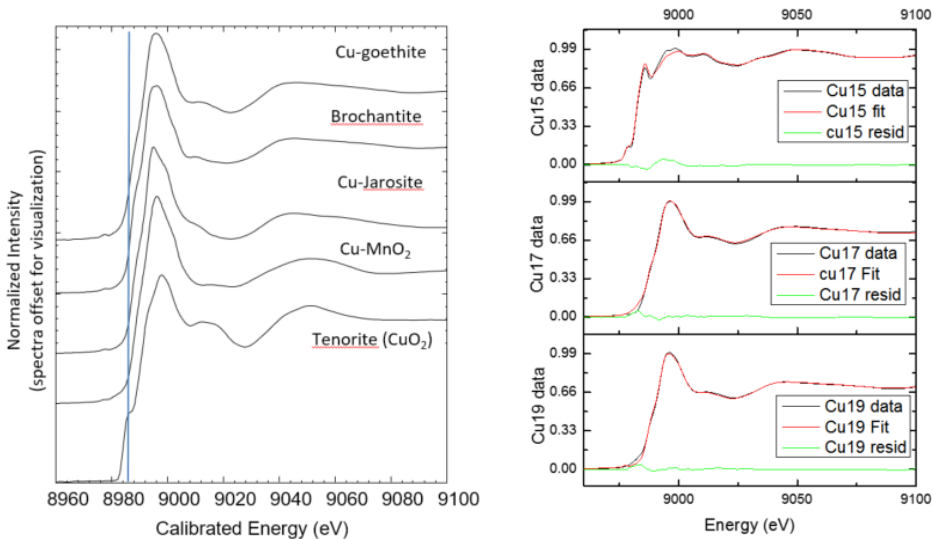 Normalized Intensity
(spectra offset for visualization)
Cu-goethite
Brochantite
Cu-Jarosite
Cu-MnO2
Tenorite (CuO2)
8960 8980 9000 9020 9040 9060 9080 9100
Calibrated Energy (eV)
9000 9050 9100
Cu15 data
0.99
0.66
0.33
0.00
Cu15 data
Cu15 fit
cu15 resid
Cu17 data
0.99
0.66
0.33
0.00
Cu17 data
cu17 Fit
Cu17 resid
Cu19 data
0.99
0.66
0.33
0.00
Cu19 data
Cu19 Fit
Cu19 resid
9000 9050 9100
Energy (eV)